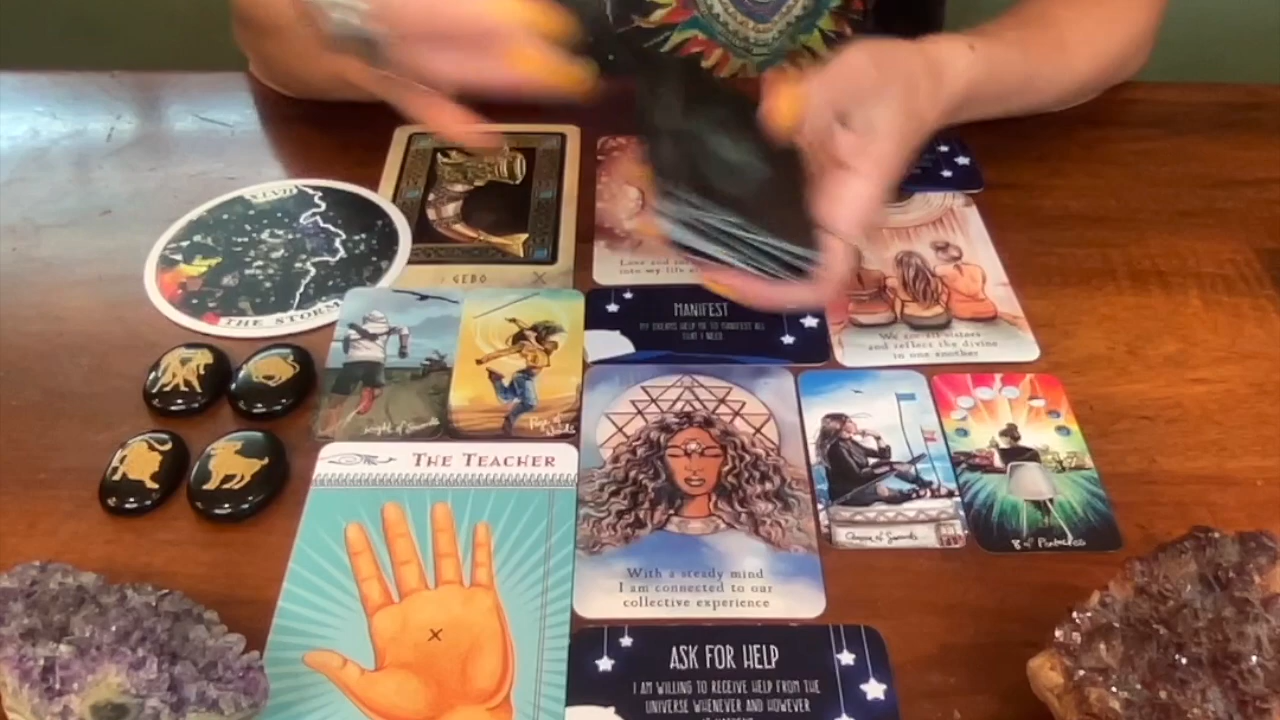 XLVII
THE STORM
GEBO
Love and
into my life
MANIFEST
MY DREAMS HELP ME TO MANIFEST ALL
THAT I NEED
We are all sisters
and reflect the divine
in one another
Knight of Swords
Page of
Wands
THE TEACHER
With a steady mind
I am connected to our
collective experience
Queen of Swords
8 of Pentacles
ASK FOR HELP
I AM WILLING TO RECEIVE HELP FROM THE
UNIVERSE WHENEVER AND HOWEVER